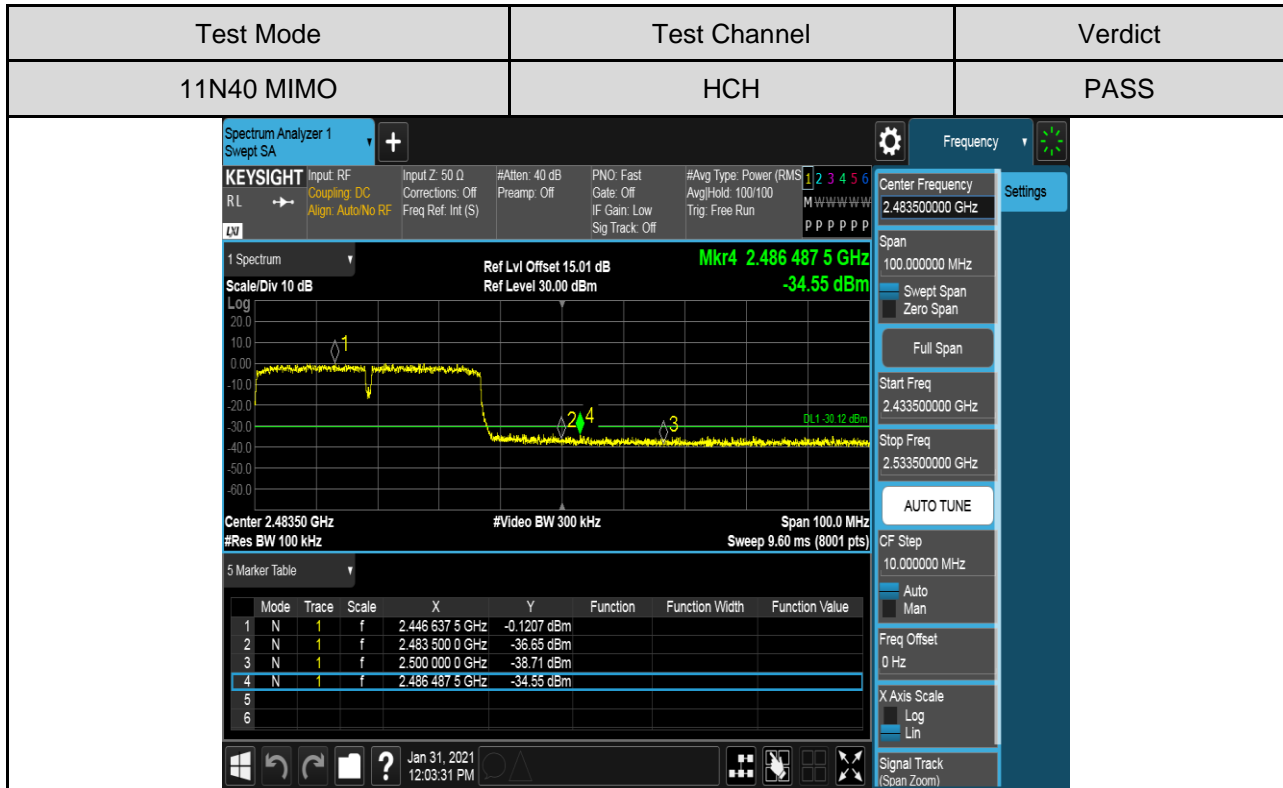 Test Mode Test Channel Verdict
11N40 MIMO HCH PASS
Spectrum Analyzer 1
Swept SA
+
Frequency
KEYSIGHT Input: RF Input Z: 50 Ω #Atten: 40 dB PNO: Fast #Avg Type: Power (RMS 1 2 3 4 5 6
RL Coupling: DC Corrections: Off Preamp: Off Gate: Off Avg|Hold: 100/100 M W W W W W
Align: Auto/No RF Freq Ref: Int (S) IF Gain: Low Trig: Free Run
LXI Sig Track: Off P P P P P P
1 Spectrum Ref Lvl Offset 15.01 dB Mkr4 2.486 487 5 GHz
Scale/Div 10 dB Ref Level 30.00 dBm -34.55 dBm
Log
20.0
10.0
0.00
-10.0
-20.0
-30.0
-40.0
-50.0
-60.0
1
2 4 3
DL1 -30.12 dBm
Center 2.48350 GHz #Video BW 300 kHz Span 100.0 MHz
#Res BW 100 kHz Sweep 9.60 ms (8001 pts)
5 Marker Table
Mode Trace Scale X Y Function Function Width Function Value
1 N 1 f 2.446 637 5 GHz -0.1207 dBm
2 N 1 f 2.483 500 0 GHz -36.65 dBm
3 N 1 f 2.500 000 0 GHz -38.71 dBm
4 N 1 f 2.486 487 5 GHz -34.55 dBm
5
6
? Jan 31, 2021
12:03:31 PM
Center Frequency
2.483500000 GHz
Span
100.000000 MHz
Swept Span
Zero Span
Full Span
Start Freq
2.433500000 GHz
Stop Freq
2.533500000 GHz
AUTO TUNE
CF Step
10.000000 MHz
Auto
Man
Freq Offset
0 Hz
X Axis Scale
Log
Lin
Signal Track
(Span Zoom)
Settings